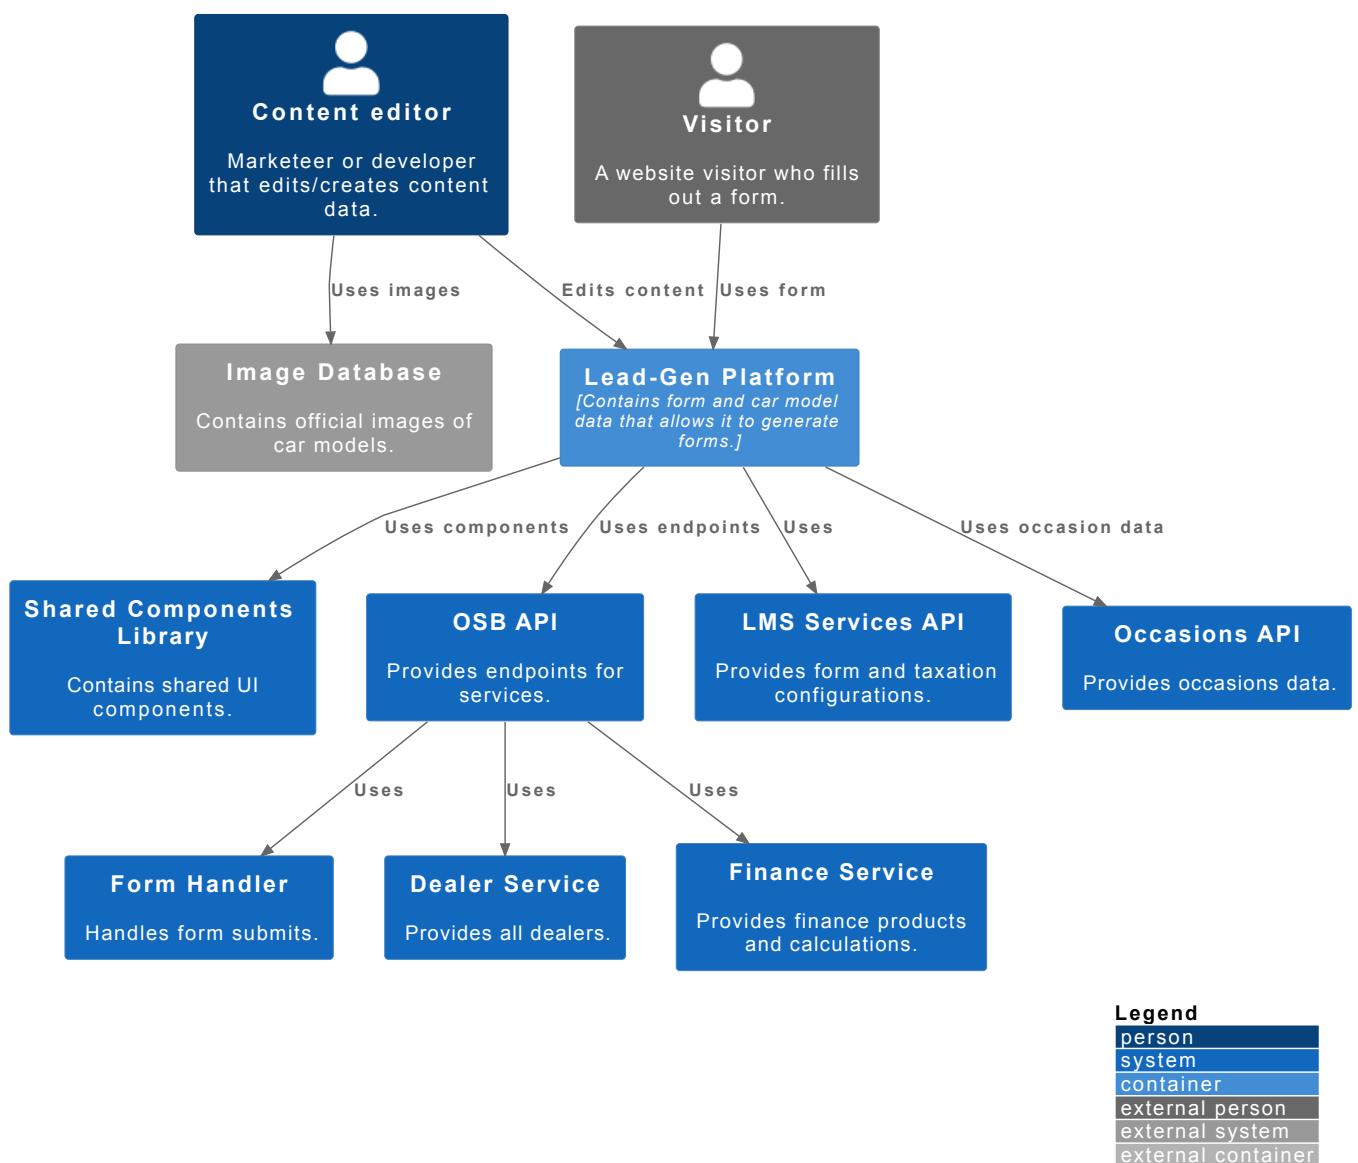 Content editor
Marketeer or developer
that edits/creates content
data.
Visitor
A website visitor who fills
out a form.
Uses images
Edits content
Uses form
Image Database
Contains official images of
car models.
Lead-Gen Platform
[Contains form and car model
data that allows it to generate
forms.]
Uses components
Uses endpoints
Uses
Uses occasion data
Shared Components
Library
Contains shared UI
components.
OSB API
Provides endpoints for
services.
LMS Services API
Provides form and taxation
configurations.
Occasions API
Provides occasions data.
Uses
Uses
Uses
Form Handler
Handles form submits.
Dealer Service
Provides all dealers.
Finance Service
Provides finance products
and calculations.
Legend
person
system
container
external person
external system
external container